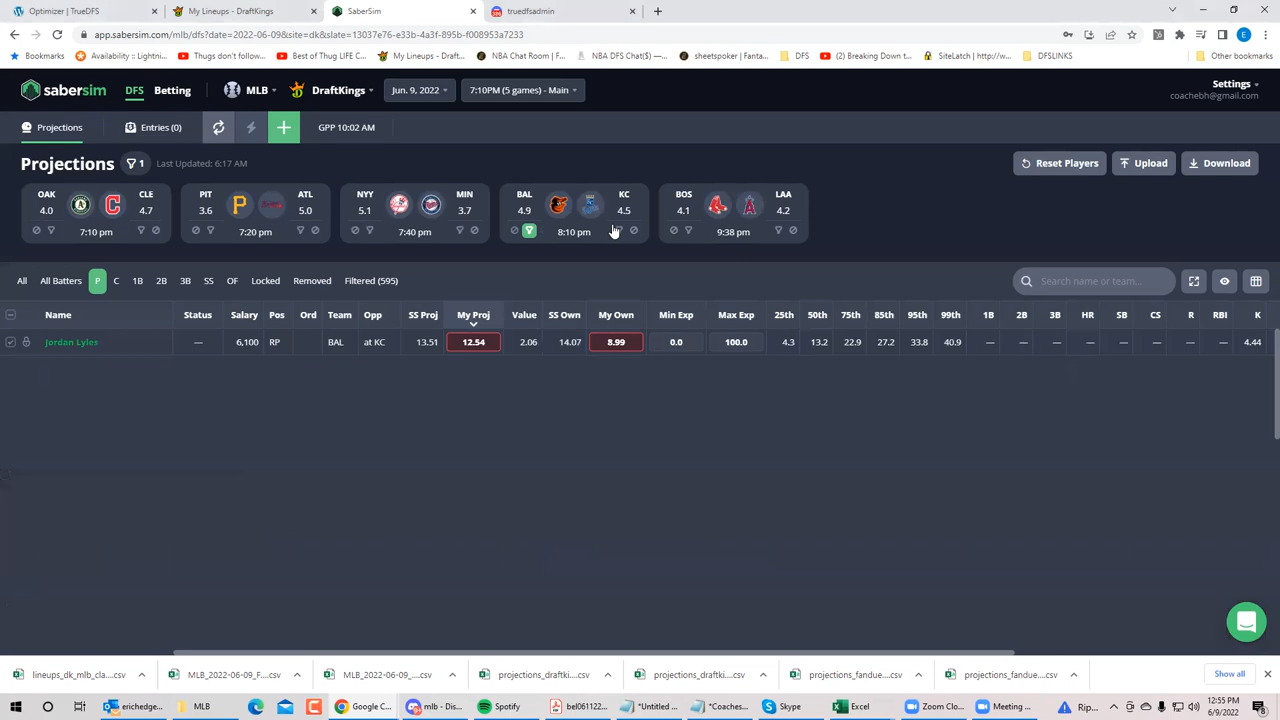 Optimizer | TrueDFS
My Lineups - DraftKings
SaberSim
truedfsadmin
app.sabersim.com/mlb/dfs?date=2022-06-09&site=dk&slate=13037e76-e33b-4a3f-895b-f008953a7233
Bookmarks
Availability :: Lightni...
Thugs don't follow...
Best of Thug LIFE C...
My Lineups - Draft...
NBA Chat Room | F...
NBA DFS Chat($) —...
sheetspoker | Fanta...
DFS
(2) Breaking Down t...
SiteLatch | http://w...
DFSLINKS
Other bookmarks
sabersim
DFS
Betting
MLB
DraftKings
Jun. 9, 2022
7:10PM (5 games) - Main
Settings
coachebh@gmail.com
Projections
Entries (0)
GPP 10:02 AM
Projections
1
Last Updated: 6:17 AM
Reset Players
Upload
Download
OAK CLE
4.0 4.7
7:10 pm
PIT ATL
3.6 5.0
7:20 pm
NYY MIN
5.1 3.7
7:40 pm
BAL KC
4.9 4.5
8:10 pm
BOS LAA
4.1 4.2
9:38 pm
All All Batters P C 1B 2B 3B SS OF Locked Removed Filtered (595)
Search name or team...
Name Status Salary Pos Ord Team Opp SS Proj My Proj Value SS Own My Own Min Exp Max Exp 25th 50th 75th 85th 95th 99th 1B 2B 3B HR SB CS R RBI K
Jordan Lyles — 6,100 RP BAL at KC 13.51 12.54 2.06 14.07 8.99 0.0 100.0 4.3 13.2 22.9 27.2 33.8 40.9 — — — — — — — — 4.44
lineups_dk_mlb_cla....csv
MLB_2022-06-09_F....csv
MLB_2022-06-09_....csv
projections_draftki....csv
projections_draftki....csv
projections_fandue....csv
projections_fandue....csv
Show all
erichedge...
MLB
Google C...
mlb - Dis...
Spotify
bel061122...
*Untitled ...
*Coaches...
Skype
Excel
Zoom Clo...
Meeting ...
Rip...
12:55 PM
6/9/2022